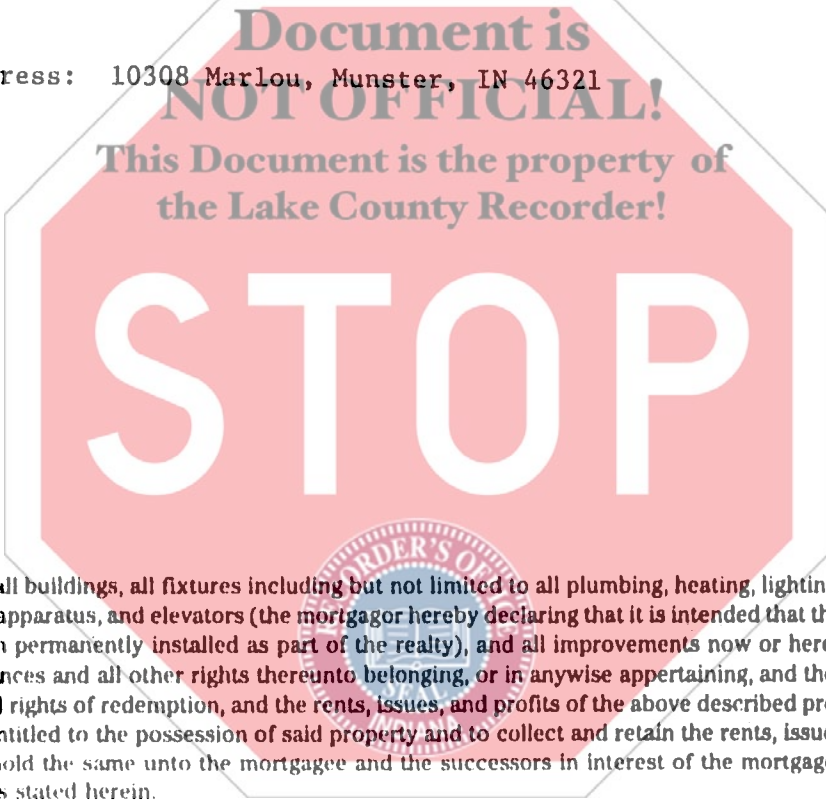 Document is
ress: 10308 Marlou, Munster, IN 46321
NOT OFFICIAL!
This Document is the property of
the Lake County Recorder!
STOP
RECORDER'S OFFICE
all buildings, all fixtures including but not limited to all plumbing, heating, lightin
apparatus, and elevators (the mortgagor hereby declaring that it is intended that th
permanently installed as part of the realty), and all improvements now or here
nces and all other rights thereunto belonging, or in anywise appertaining, and the
rights of redemption, and the rents, issues, and profits of the above described pr
ntitled to the possession of said property and to collect and retain the rents, issu
old the same unto the mortgagee and the successors in interest of the mortgag
s stated herein.
SEAL
INDIANA